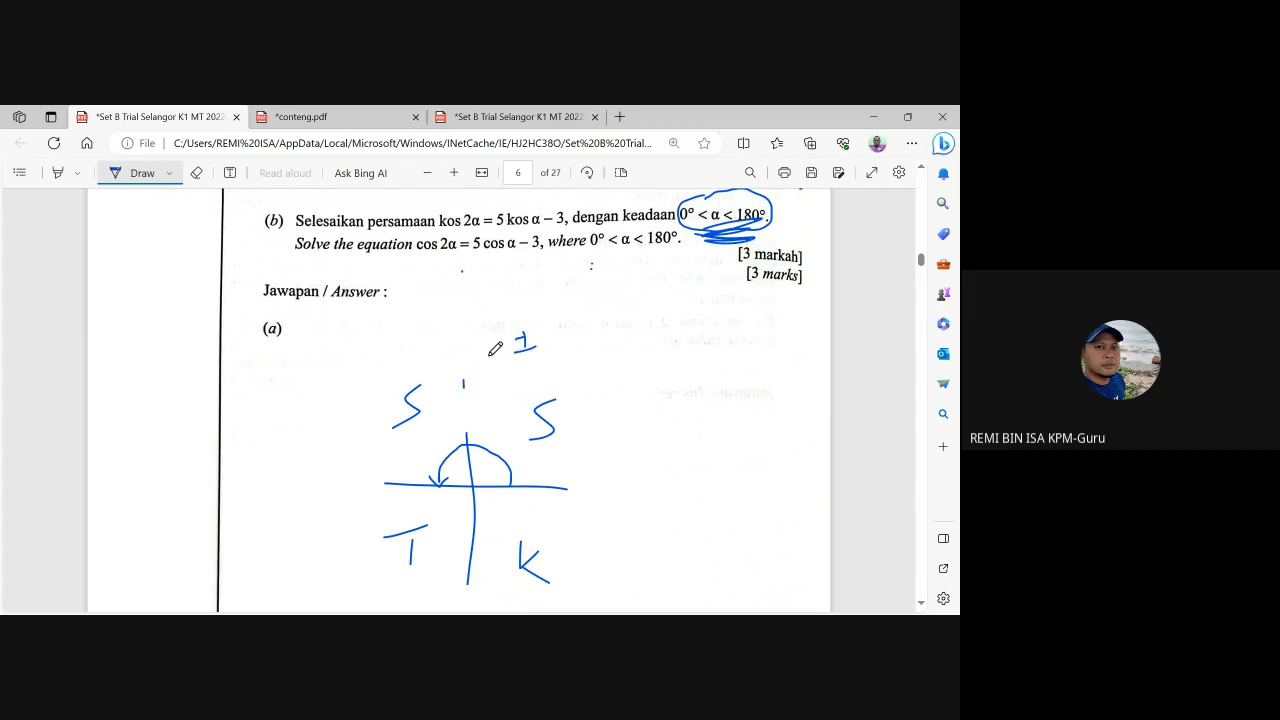 *Set B Trial Selangor K1 MT 2022
*conteng.pdf
*Set B Trial Selangor K1 MT 2022
File
C:/Users/REMI%20ISA/AppData/Local/Microsoft/Windows/INetCache/IE/HJ2HC38O/Set%20B%20Trial...
Draw
Read aloud
Ask Bing AI
6
of 27
(b) Selesaikan persamaan kos 2α = 5 kos α − 3, dengan keadaan 0° < α < 180°.
Solve the equation cos 2α = 5 cos α − 3, where 0° < α < 180°.
[3 markah]
[3 marks]
Jawapan / Answer :
(a)
±
S
S
T
K
REMI BIN ISA KPM-Guru